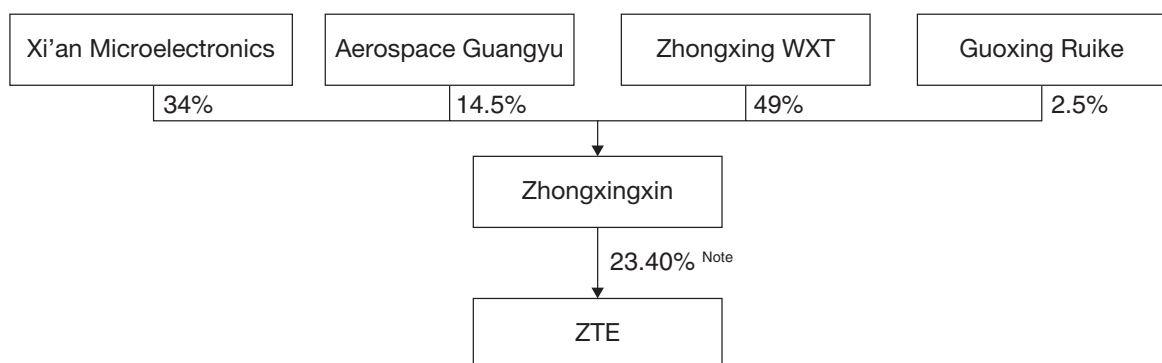 Xi’an Microelectronics
Aerospace Guangyu
Zhongxing WXT
Guoxing Ruike
34%
14.5%
49%
2.5%
Zhongxingxin
23.40% Note
ZTE